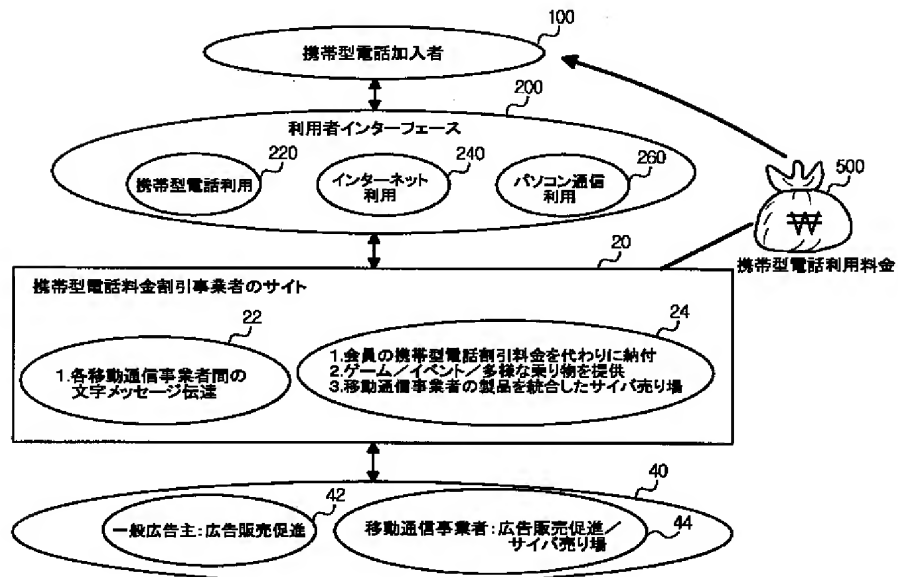 100
携帯型電話加入者
200
利用者インターフェース
220
携帯型電話利用
240
インターネット
利用
260
パソコン通信
利用
500
₩
携帯型電話利用料金
20
携帯型電話料金割引事業者のサイト
22
1.各移動通信事業者間の
文字メッセージ伝達
24
1.会員の携帯型電話割引料金を代わりに納付
2.ゲーム／イベント／多様な乗り物を提供
3.移動通信事業者の製品を統合したサイバ売り場
40
42
一般広告主:広告販売促進
移動通信事業者:広告販売促進／
サイバ売り場
44